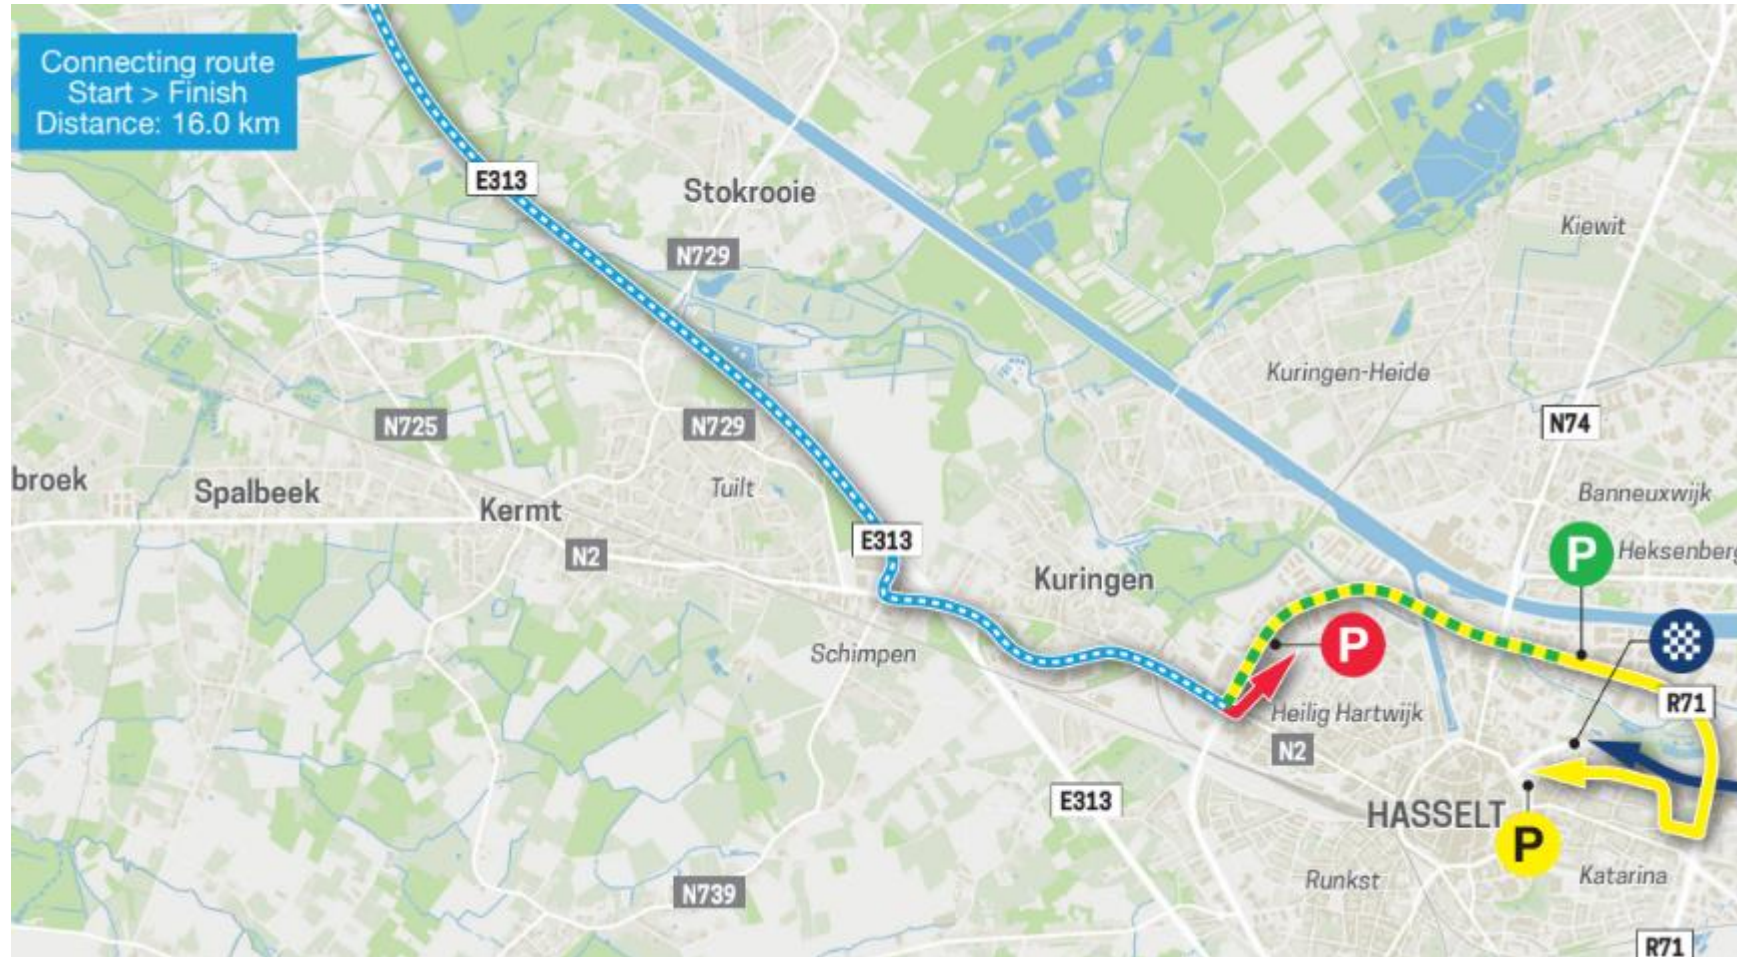 Connecting route
Start > Finish
Distance: 16.0 km
E313
Stokrooie
Kiewit
N729
Kuringen-Heide
N725
N729
N74
broek
Spalbeek
Kermt
Tuilt
Banneuxwijk
N2
E313
P
Heksenberg
Kuringen
Schimpen
P
R71
Heilig Hartwijk
N2
E313
HASSELT
P
Runkst
Katarina
N739
R71